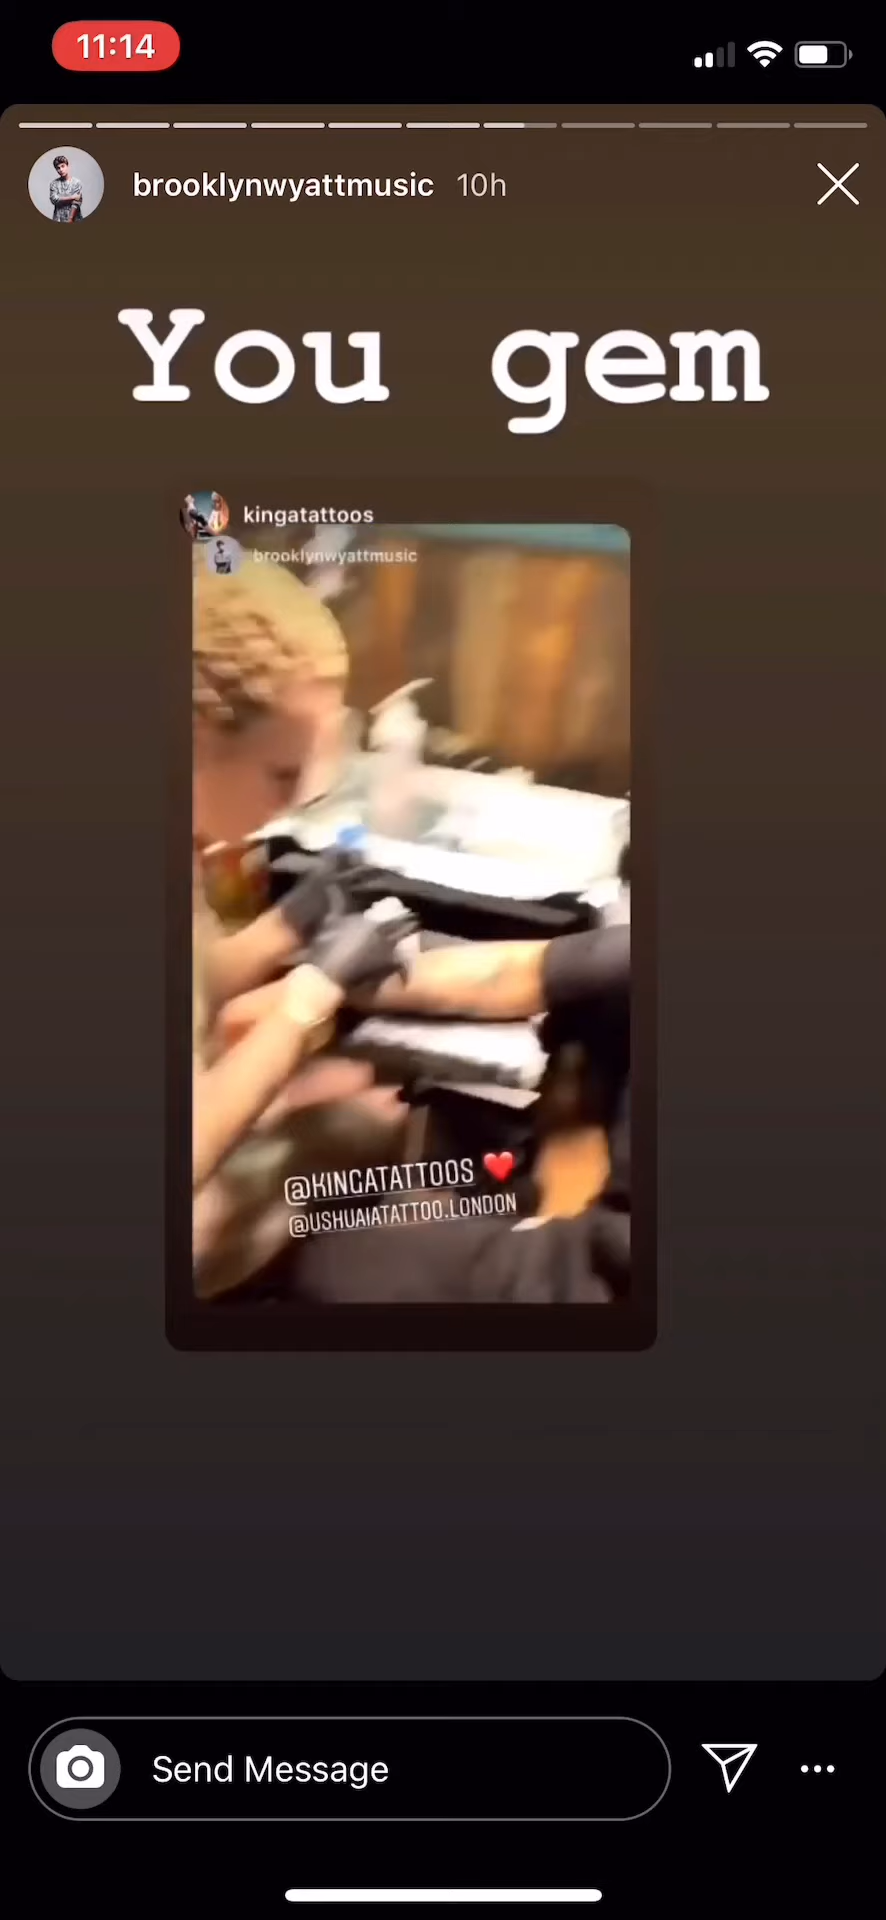 11:14
brooklynwyattmusic 10h
You gem
kingatattoos
brooklynwyattmusic
@KINGATATTOOS ❤️
@USHUAIATATTOO.LONDON
Send Message